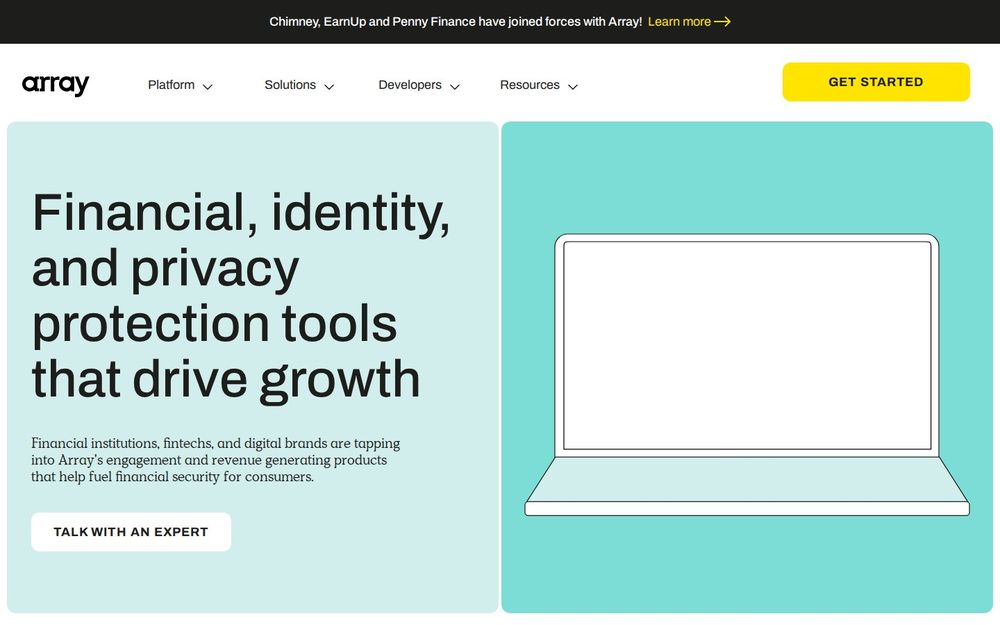 Chimney, EarnUp and Penny Finance have joined forces with Array! Learn more
array
Platform
Solutions
Developers
Resources
GET STARTED
Financial, identity,
and privacy
protection tools
that drive growth
Financial institutions, fintechs, and digital brands are tapping
into Array's engagement and revenue generating products
that help fuel financial security for consumers.
TALK WITH AN EXPERT